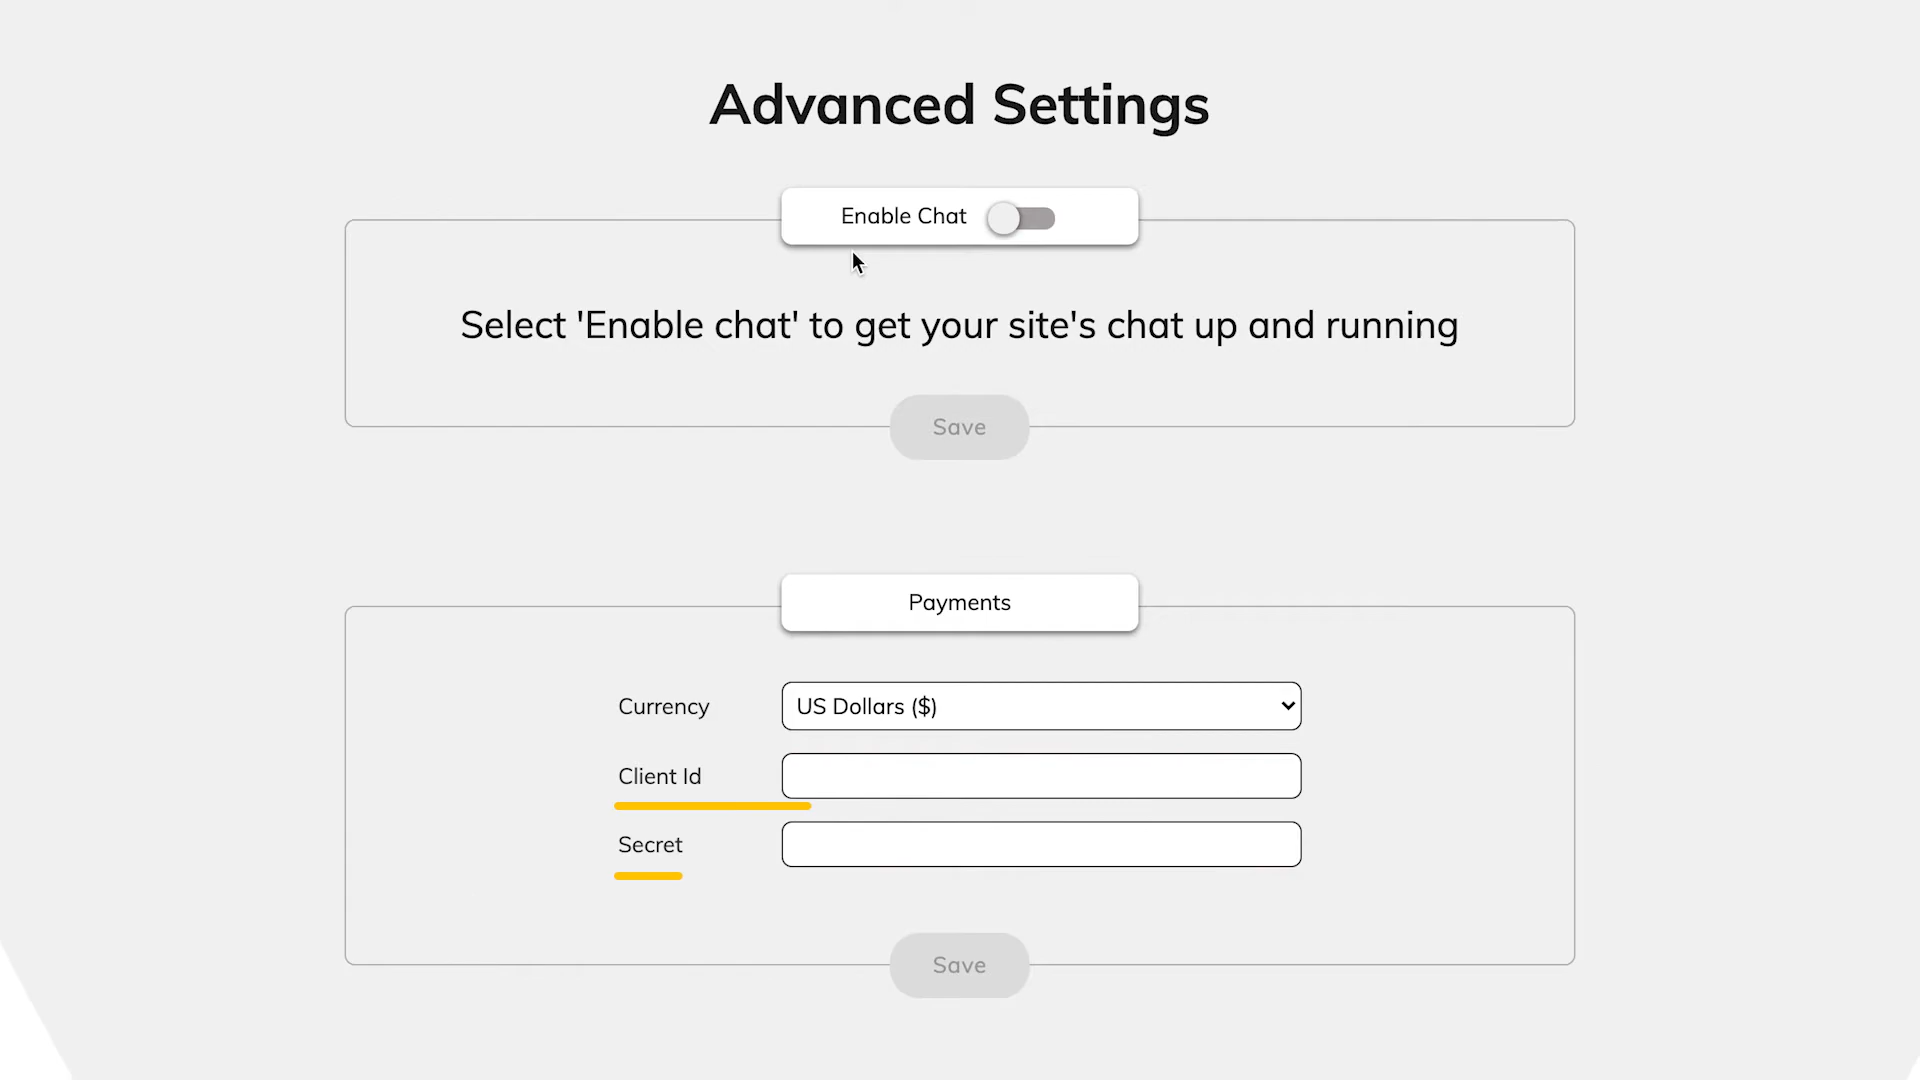 Advanced Settings
Enable Chat
Select 'Enable chat' to get your site's chat up and running
Save
Payments
Currency
US Dollars ($)
Client Id
Secret
Save